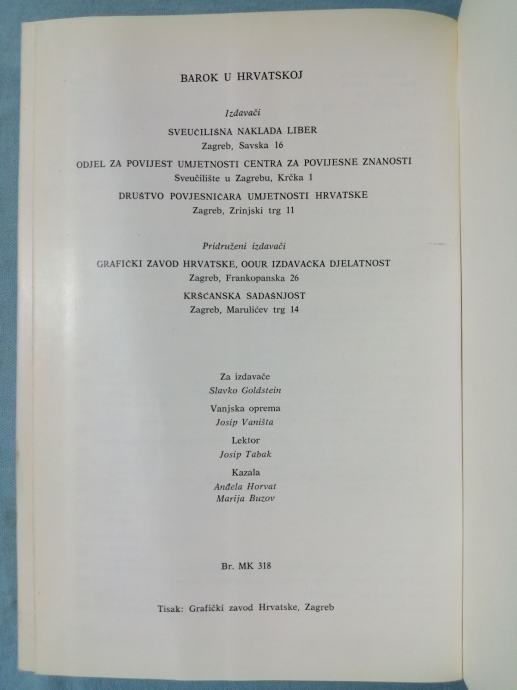 BAROK U HRVATSKOJ
Izdavači
SVEUČILIŠNA NAKLADA LIBER
Zagreb, Savska 16
ODJEL ZA POVIJEST UMJETNOSTI CENTRA ZA POVIJESNE ZNANOSTI
Sveučilište u Zagrebu, Krčka 1
DRUŠTVO POVJESNIČARA UMJETNOSTI HRVATSKE
Zagreb, Zrinjski trg 11
Pridruženi izdavači
GRAFIČKI ZAVOD HRVATSKE, OOUR IZDAVAČKA DJELATNOST
Zagreb, Frankopanska 26
KRŠĆANSKA SADAŠNJOST
Zagreb, Marulićev trg 14
Za izdavače
Slavko Goldstein
Vanjska oprema
Josip Vaništa
Lektor
Josip Tabak
Kazala
Anđela Horvat
Marija Buzov
Br. MK 318
Tisak: Grafički zavod Hrvatske, Zagreb